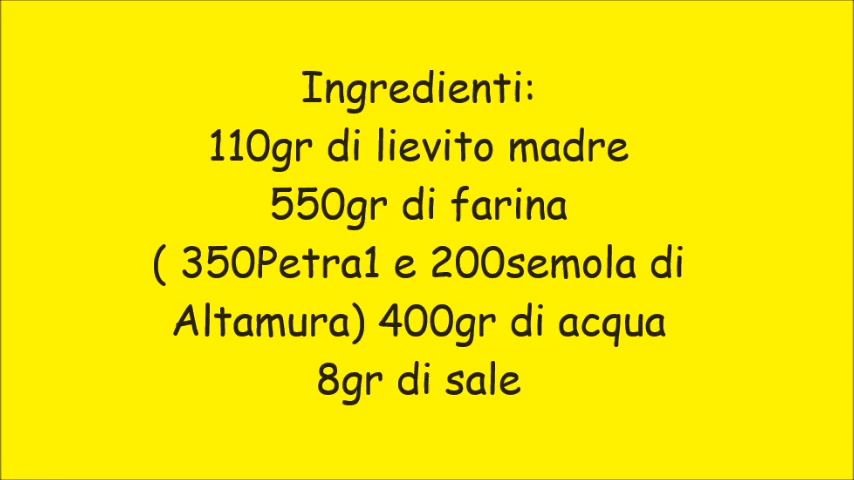 Ingredienti:
110gr di lievito madre
550gr di farina
( 350Petra1 e 200semola di
Altamura) 400gr di acqua
8gr di sale